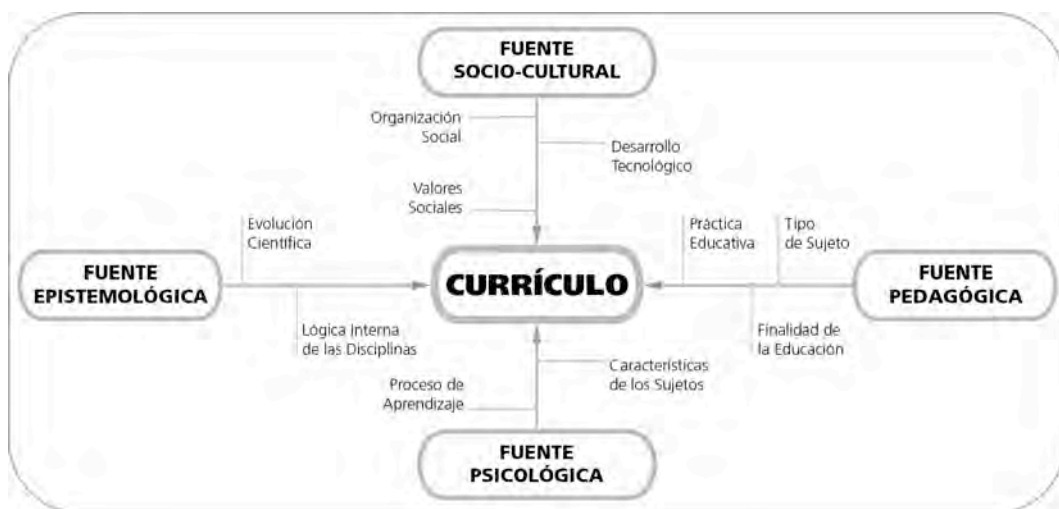 FUENTE
SOCIO-CULTURAL
Organización
Social
Desarrollo
Tecnológico
Valores
Sociales
Evolución
Científica
Práctica
Educativa
Tipo
de Sujeto
FUENTE
EPISTEMOLÓGICA
CURRÍCULO
FUENTE
PEDAGÓGICA
Lógica Interna
de las Disciplinas
Finalidad de
la Educación
Características
de los Sujetos
Proceso de
Aprendizaje
FUENTE
PSICOLÓGICA